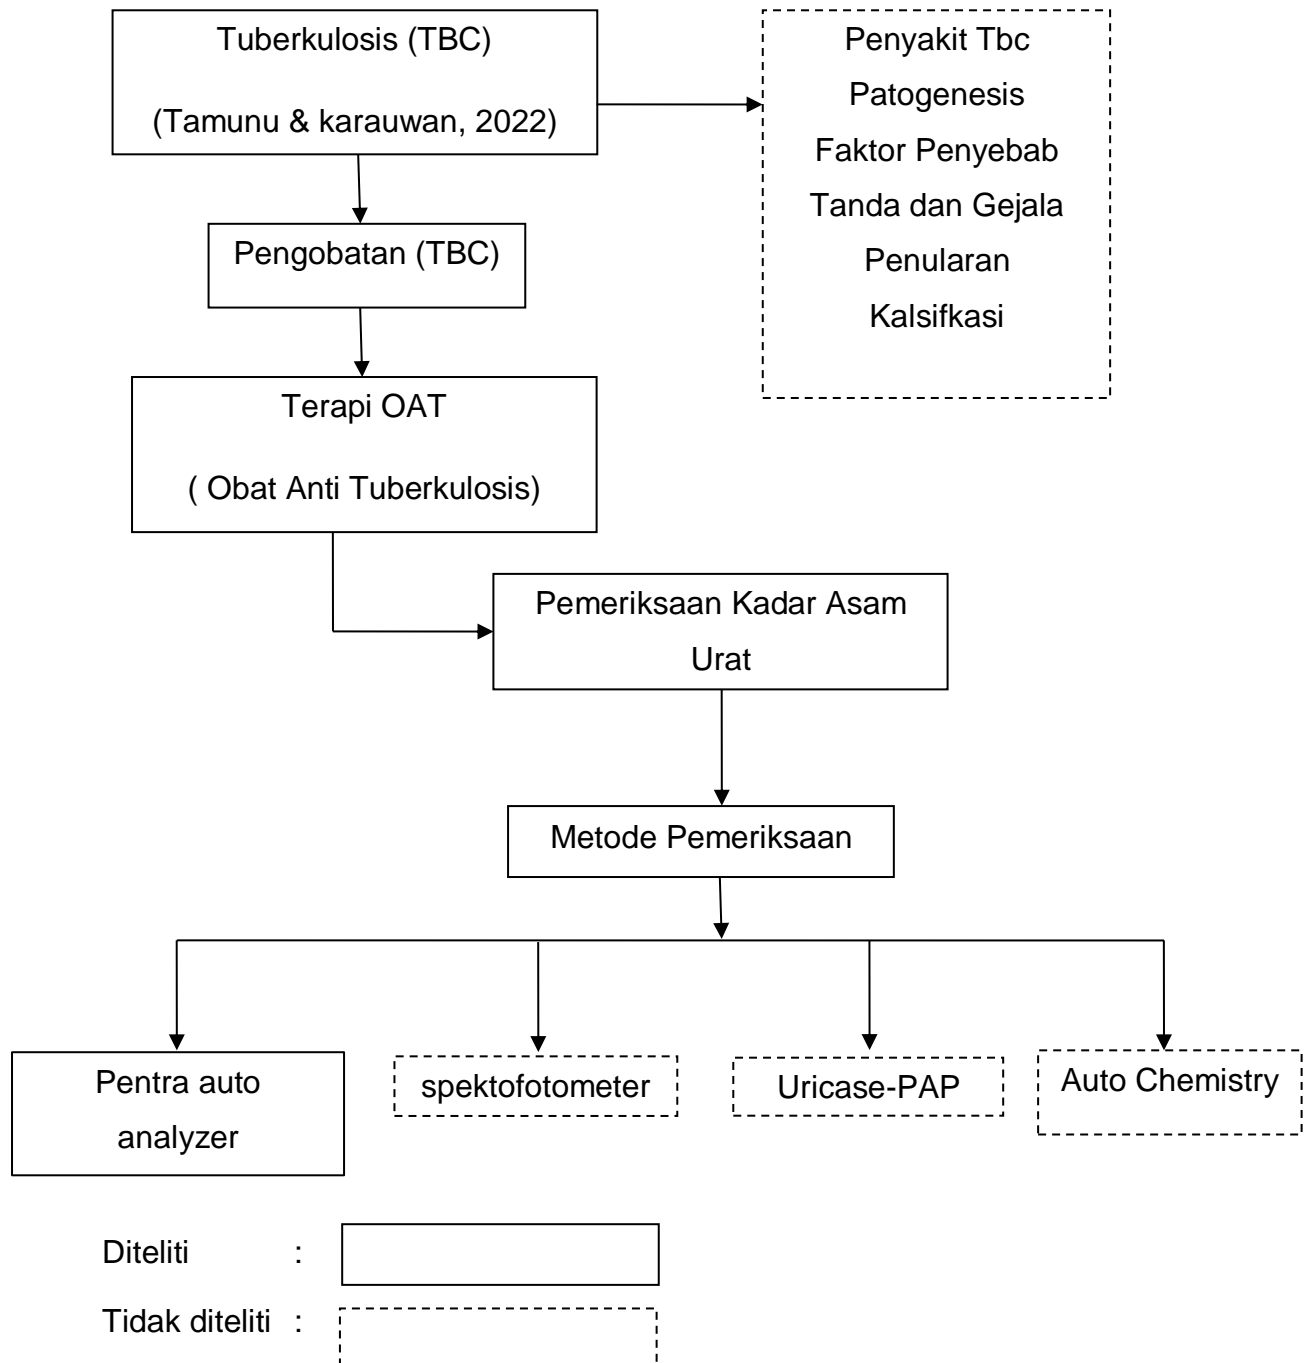 Tuberkulosis (TBC)
(Tamunu & karauwan, 2022)
Penyakit Tbc
Patogenesis
Faktor Penyebab
Tanda dan Gejala
Penularan
Kalsifkasi
Pengobatan (TBC)
Terapi OAT
( Obat Anti Tuberkulosis)
Pemeriksaan Kadar Asam
Urat
Metode Pemeriksaan
Pentra auto
analyzer
spektofotometer
Uricase-PAP
Auto Chemistry
Diteliti :
Tidak diteliti :